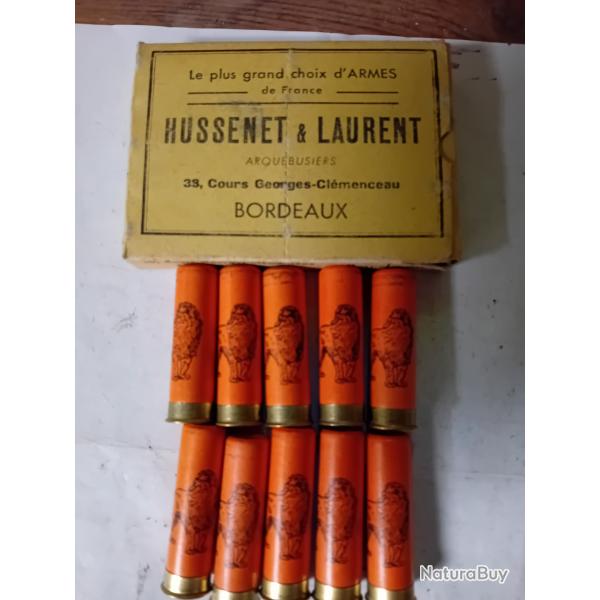 Le plus grand choix d'ARMES
de France
HUSSENET & LAURENT
ARQUEBUSIERS
39, Cours Georges-Clémenceau
BORDEAUX
NaturaBuy